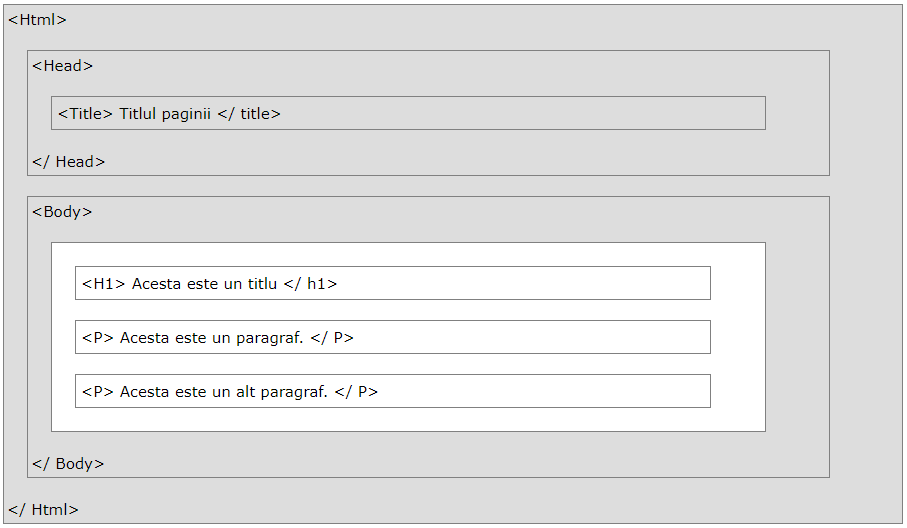 <Html>
<Head>
<Title> Titlul paginii </ title>
</ Head>
<Body>
<H1> Acesta este un titlu </ h1>
<P> Acesta este un paragraf. </ P>
<P> Acesta este un alt paragraf. </ P>
</ Body>
</ Html>